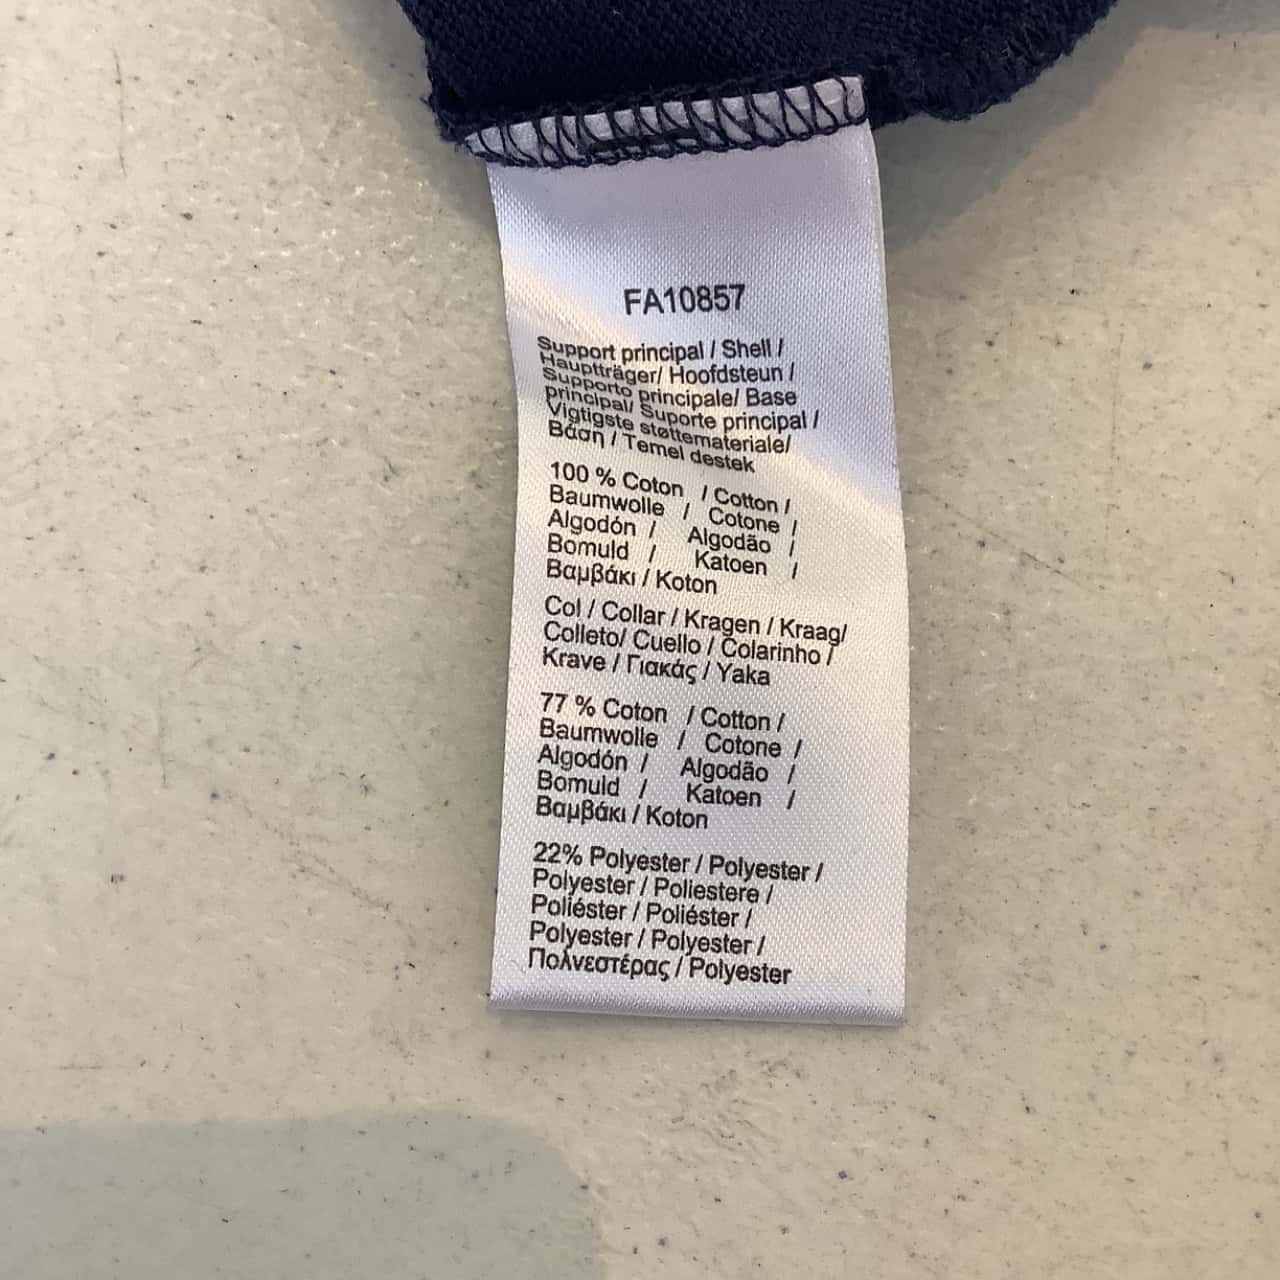 FA10857
Support principal / Shell /
Hauptträger/ Hoofdsteun /
Supporto principale/ Base
principal/ Suporte principal /
Vigtigste støttemateriale/
Βάση / Temel destek
100 % Coton / Cotton /
Baumwolle / Cotone /
Algodón / Algodão /
Bomuld / Katoen /
Βαμβάκι / Koton
Col / Collar / Kragen / Kraag/
Colleto/ Cuello / Colarinho /
Krave / Γιακάς / Yaka
77 % Coton / Cotton /
Baumwolle / Cotone /
Algodón / Algodão /
Bomuld / Katoen /
Βαμβάκι / Koton
22% Polyester / Polyester /
Polyester / Poliestere /
Poliéster / Poliéster /
Polyester / Polyester /
Πολνεστέρας / Polyester